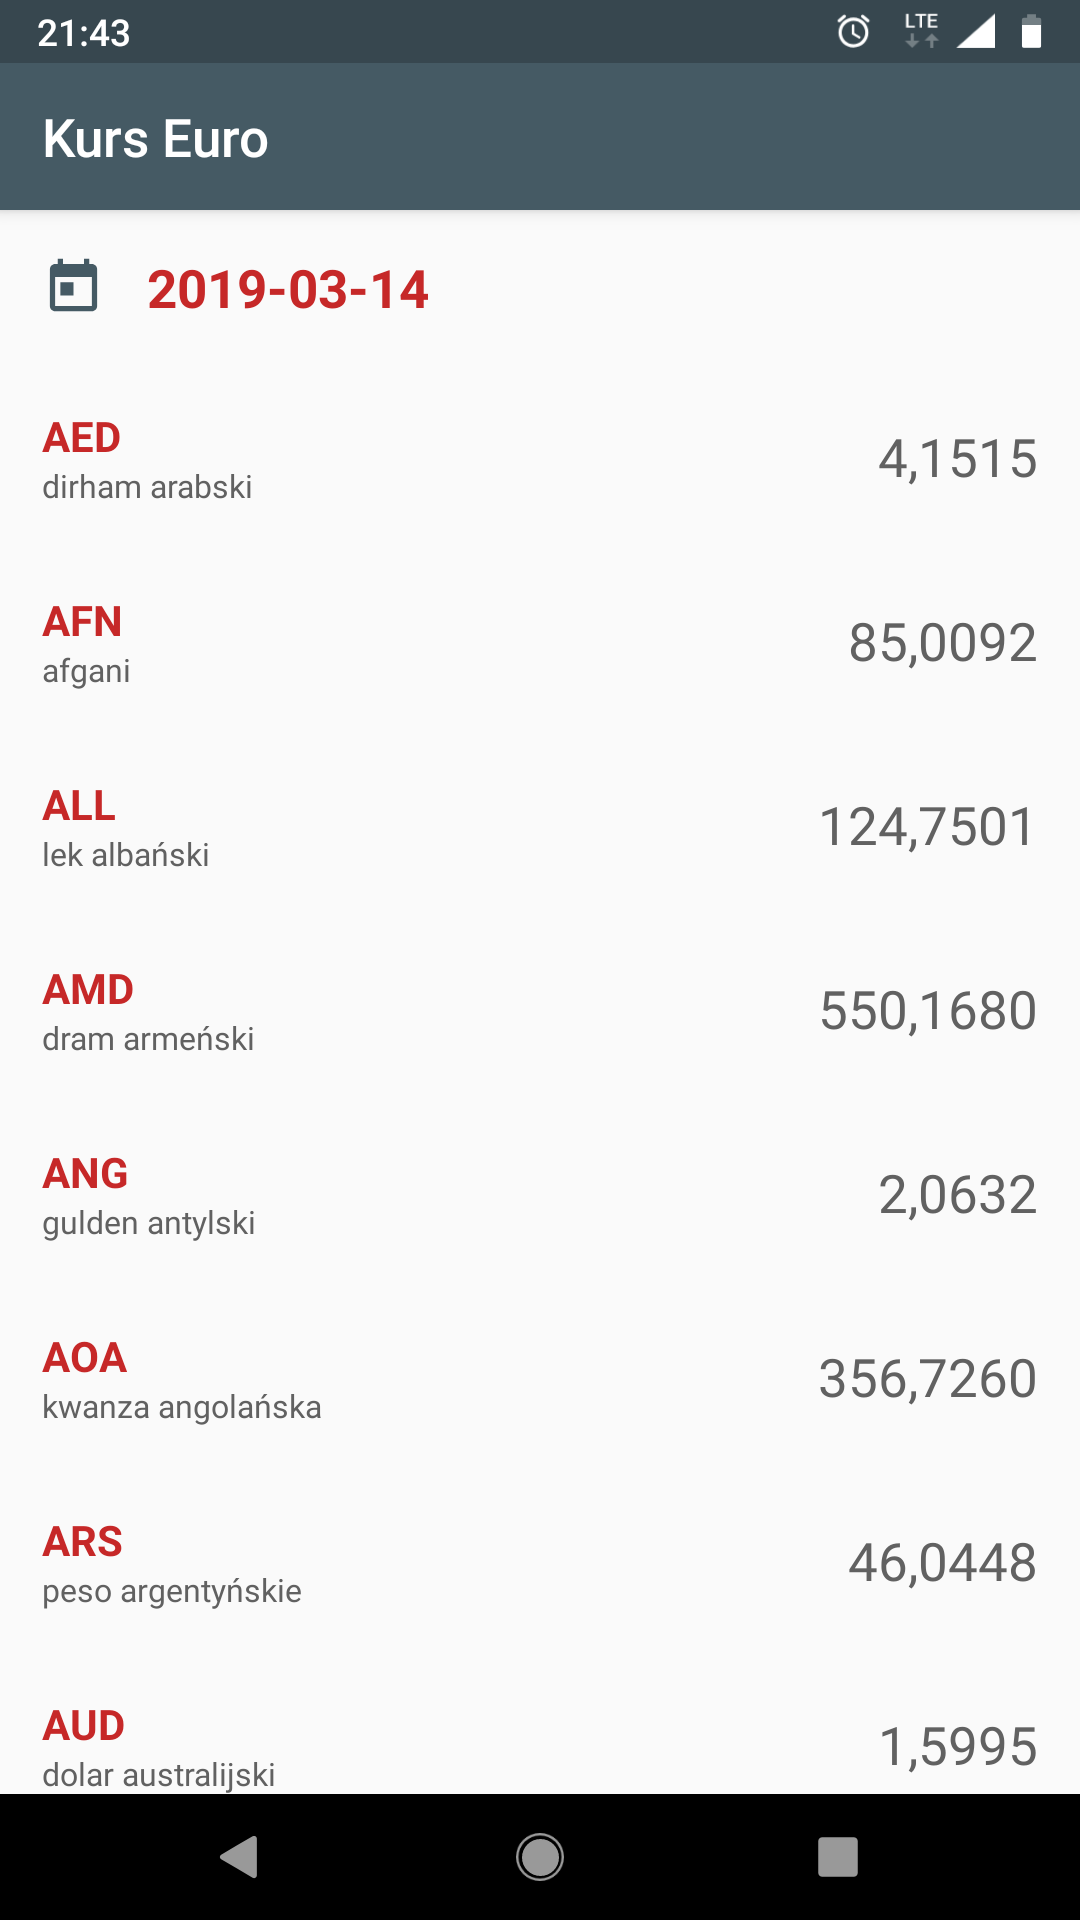 21:43 LTE
Kurs Euro
2019-03-14
AED
dirham arabski
4,1515
AFN
afgani
85,0092
ALL
lek albański
124,7501
AMD
dram armeński
550,1680
ANG
gulden antylski
2,0632
AOA
kwanza angolańska
356,7260
ARS
peso argentyńskie
46,0448
AUD
dolar australijski
1,5995